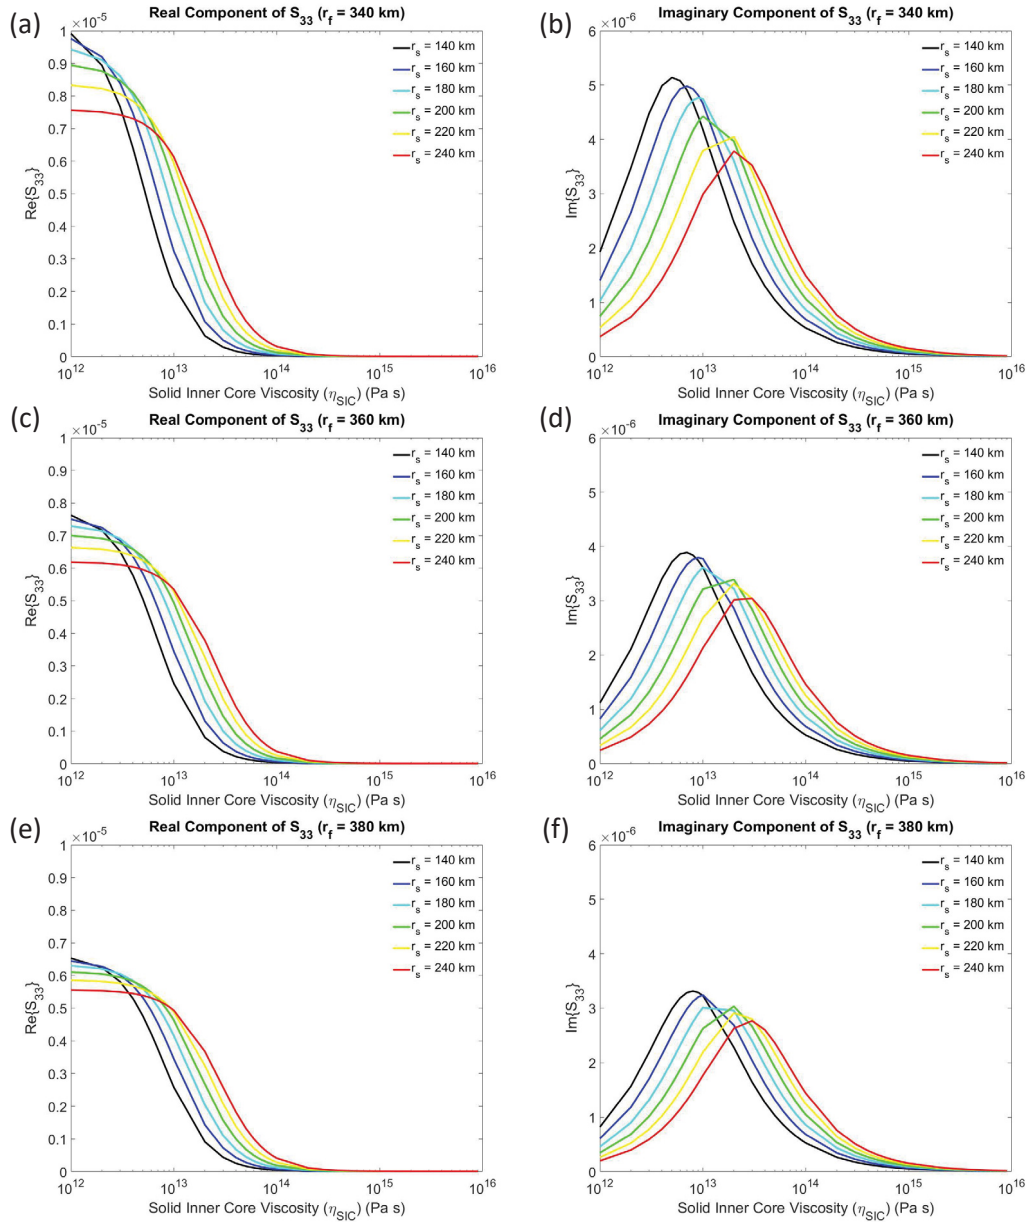 (a)
Real Component of S33 (rf = 340 km)
×10-5
1
0.9
0.8
0.7
0.6
0.5
0.4
0.3
0.2
0.1
0
Re{S33}
rs = 140 km
rs = 160 km
rs = 180 km
rs = 200 km
rs = 220 km
rs = 240 km
1012 1013 1014 1015 1016
Solid Inner Core Viscosity (ηSIC) (Pa s)
(b)
Imaginary Component of S33 (rf = 340 km)
×10-6
6
5
4
3
2
1
0
Im{S33}
rs = 140 km
rs = 160 km
rs = 180 km
rs = 200 km
rs = 220 km
rs = 240 km
1012 1013 1014 1015 1016
Solid Inner Core Viscosity (ηSIC) (Pa s)
(c)
Real Component of S33 (rf = 360 km)
×10-5
1
0.9
0.8
0.7
0.6
0.5
0.4
0.3
0.2
0.1
0
Re{S33}
rs = 140 km
rs = 160 km
rs = 180 km
rs = 200 km
rs = 220 km
rs = 240 km
1012 1013 1014 1015 1016
Solid Inner Core Viscosity (ηSIC) (Pa s)
(d)
Imaginary Component of S33 (rf = 360 km)
×10-6
6
5
4
3
2
1
0
Im{S33}
rs = 140 km
rs = 160 km
rs = 180 km
rs = 200 km
rs = 220 km
rs = 240 km
1012 1013 1014 1015 1016
Solid Inner Core Viscosity (ηSIC) (Pa s)
(e)
Real Component of S33 (rf = 380 km)
×10-5
1
0.9
0.8
0.7
0.6
0.5
0.4
0.3
0.2
0.1
0
Re{S33}
rs = 140 km
rs = 160 km
rs = 180 km
rs = 200 km
rs = 220 km
rs = 240 km
1012 1013 1014 1015 1016
Solid Inner Core Viscosity (ηSIC) (Pa s)
(f)
Imaginary Component of S33 (rf = 380 km)
×10-6
6
5
4
3
2
1
0
Im{S33}
rs = 140 km
rs = 160 km
rs = 180 km
rs = 200 km
rs = 220 km
rs = 240 km
1012 1013 1014 1015 1016
Solid Inner Core Viscosity (ηSIC) (Pa s)